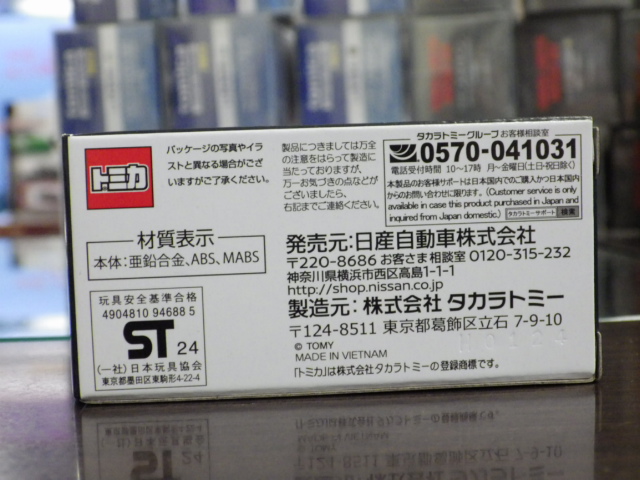 トミカ
パッケージの写真やイラ
ストと異なる場合がござ
いますがご了承ください。
製品につきましては万全
の注意をはらって製造に
当たっておりますが、
万一お気づきの点などが
ございましたら、
右記までご連絡ください。
タカラトミーグループ お客様相談室
0570-041031
電話受付時間 10〜17時 月〜金曜日(土・日・祝日除く)
本製品のお客様サポートは日本国内でのご購入かつ日本国内
からのお問い合わせに限ります。(Customer service is only
available in case this product purchased in Japan and
inquired from Japan domestic.) タカラトミーサポート 検索
材質表示
本体:亜鉛合金、ABS、MABS
発売元:日産自動車株式会社
〒220-8686 お客さま相談室 0120-315-232
神奈川県横浜市西区高島1-1-1
http://shop.nissan.co.jp
製造元:株式会社 タカラトミー
〒124-8511 東京都葛飾区立石 7-9-10
© TOMY
MADE IN VIETNAM
「トミカ」は株式会社タカラトミーの登録商標です。
玩具安全基準合格
4904810 94688 5
ST 24
(一社)日本玩具協会
東京都墨田区東駒形4-22-4